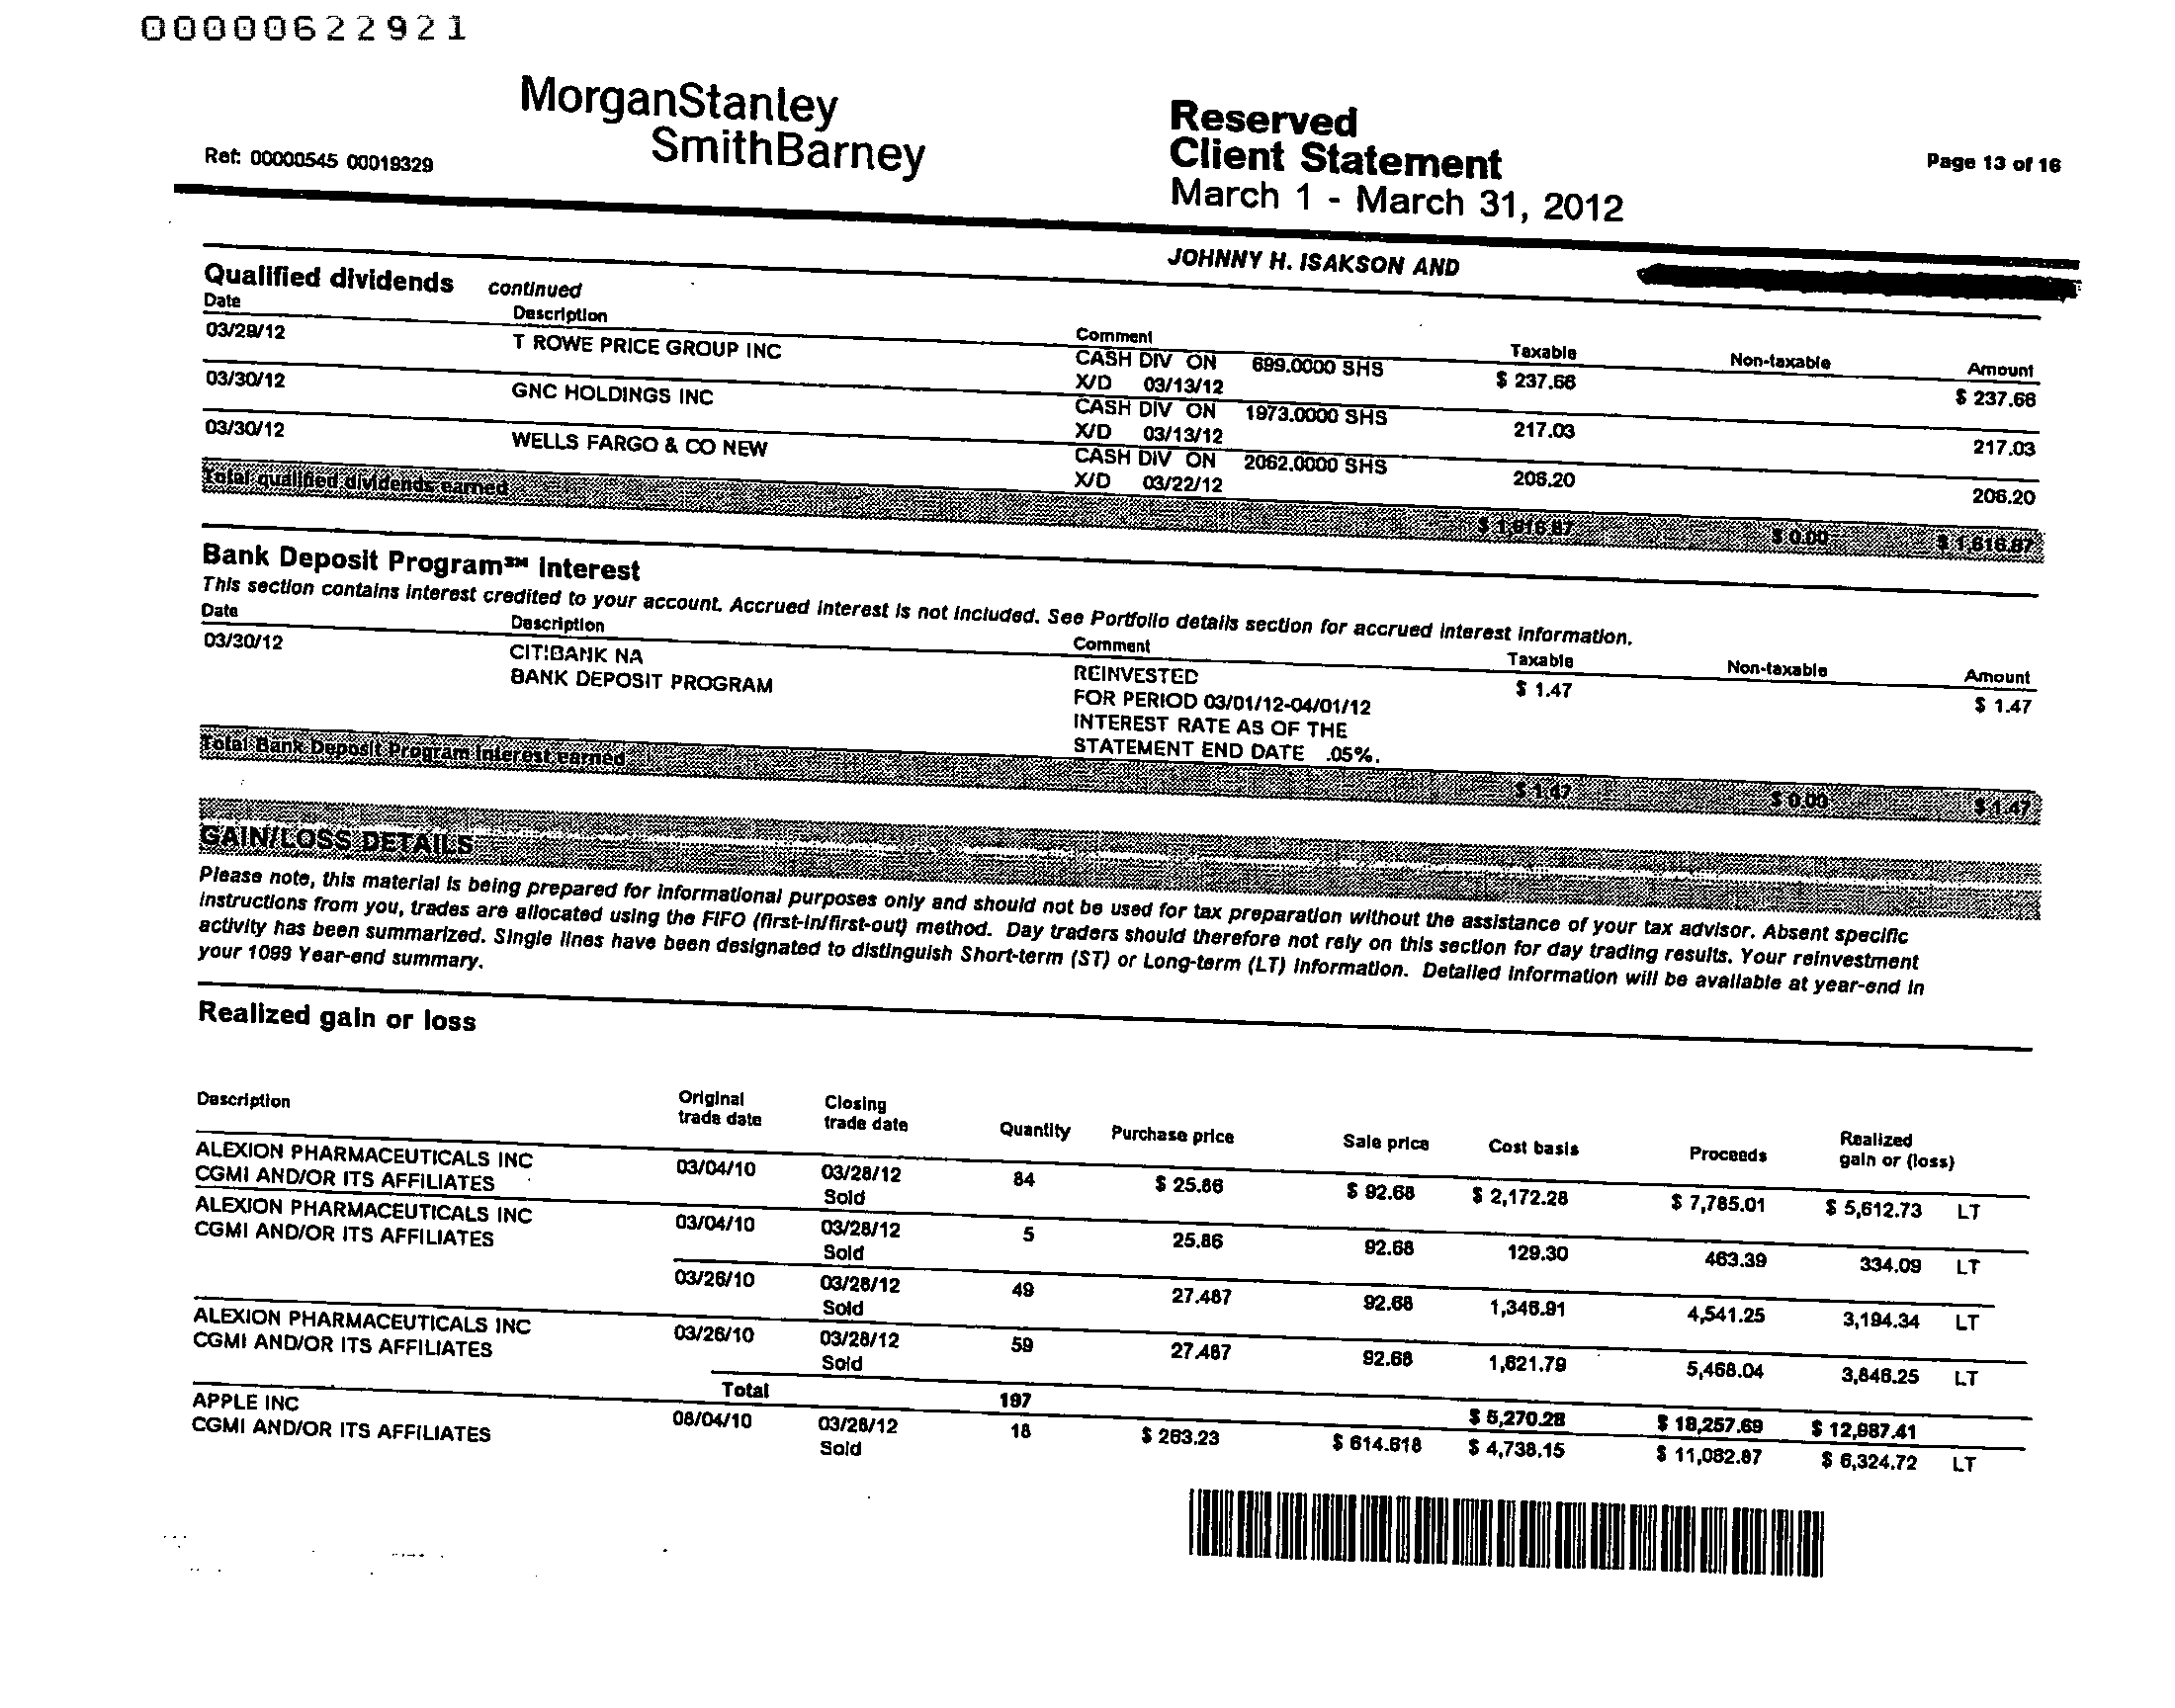 00000622921
MorganStanley
SmithBarney
Ref: 00000545 00019329
Reserved
Client Statement
March 1 - March 31, 2012
Page 13 of 16
JOHNNY H. ISAKSON AND
Qualified dividends continued
Date Description Comment Taxable Non-taxable Amount
03/29/12 T ROWE PRICE GROUP INC CASH DIV ON 699.0000 SHS $ 237.66 $ 237.66
X/D 03/13/12
03/30/12 GNC HOLDINGS INC CASH DIV ON 1973.0000 SHS 217.03 217.03
X/D 03/13/12
03/30/12 WELLS FARGO & CO NEW CASH DIV ON 2062.0000 SHS 206.20 206.20
X/D 03/22/12
Total qualified dividends earned $ 1,616.87 $ 0.00 $ 1,616.87
Bank Deposit Program℠ interest
This section contains interest credited to your account. Accrued interest is not included. See Portfolio details section for accrued interest information.
Date Description Comment Taxable Non-taxable Amount
03/30/12 CITIBANK NA REINVESTED $ 1.47 $ 1.47
BANK DEPOSIT PROGRAM FOR PERIOD 03/01/12-04/01/12
INTEREST RATE AS OF THE
STATEMENT END DATE .05%.
Total Bank Deposit Program interest earned $ 1.47 $ 0.00 $ 1.47
GAIN/LOSS DETAILS
Please note, this material is being prepared for informational purposes only and should not be used for tax preparation without the assistance of your tax advisor. Absent specific
instructions from you, trades are allocated using the FIFO (first-in/first-out) method. Day traders should therefore not rely on this section for day trading results. Your reinvestment
activity has been summarized. Single lines have been designated to distinguish Short-term (ST) or Long-term (LT) information. Detailed information will be available at year-end in
your 1099 Year-end summary.
Realized gain or loss
Description Original trade date Closing trade date Quantity Purchase price Sale price Cost basis Proceeds Realized gain or (loss)
ALEXION PHARMACEUTICALS INC 03/04/10 03/28/12 84 $ 25.86 $ 92.68 $ 2,172.28 $ 7,785.01 $ 5,612.73 LT
CGMI AND/OR ITS AFFILIATES Sold
ALEXION PHARMACEUTICALS INC 03/04/10 03/28/12 5 25.86 92.68 129.30 463.39 334.09 LT
CGMI AND/OR ITS AFFILIATES Sold
03/26/10 03/28/12 49 27.487 92.68 1,346.91 4,541.25 3,194.34 LT
Sold
ALEXION PHARMACEUTICALS INC 03/26/10 03/28/12 59 27.487 92.68 1,621.79 5,468.04 3,846.25 LT
CGMI AND/OR ITS AFFILIATES Sold
Total 197 $ 5,270.28 $ 18,257.69 $ 12,987.41
APPLE INC 08/04/10 03/28/12 18 $ 263.23 $ 614.618 $ 4,738.15 $ 11,062.87 $ 6,324.72 LT
CGMI AND/OR ITS AFFILIATES Sold